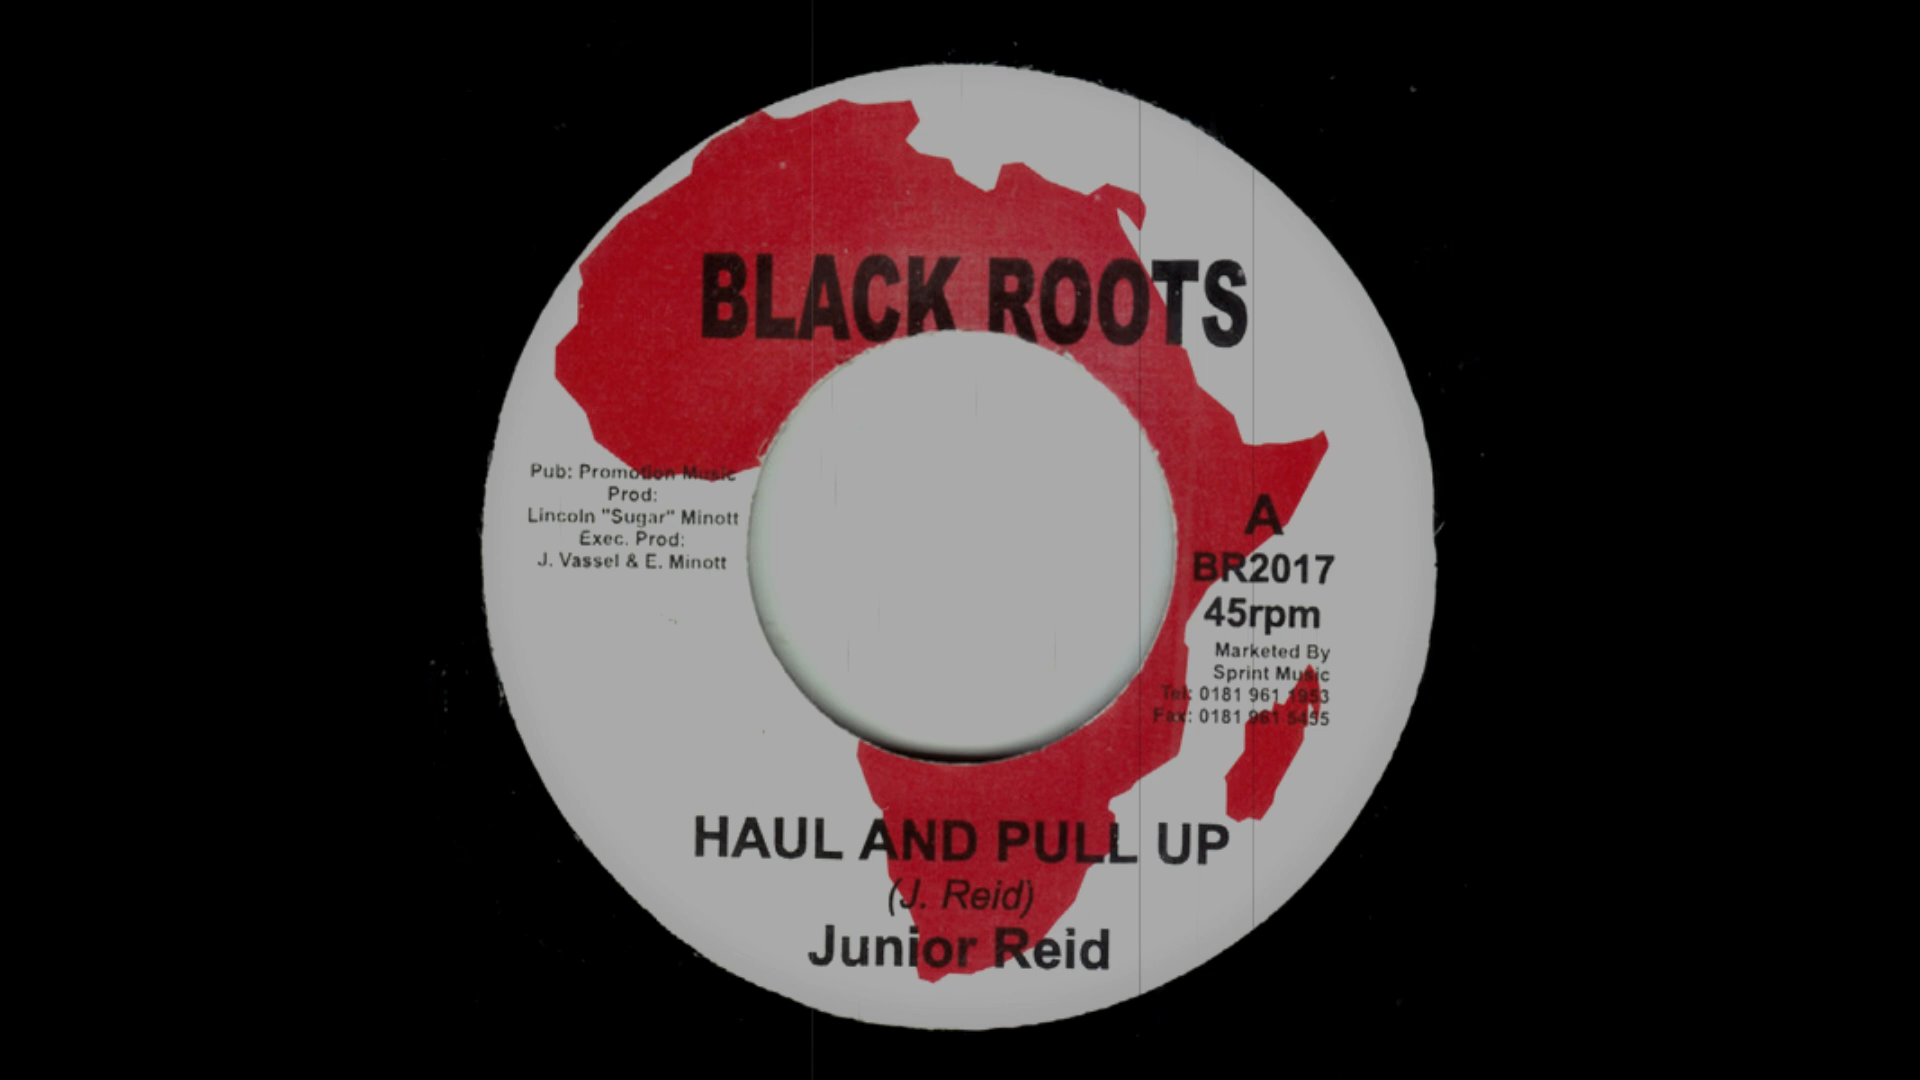 BLACK ROOTS
Pub: Promotion Music
Prod:
Lincoln "Sugar" Minott
Exec. Prod:
J. Vassel & E. Minott
A
BR2017
45rpm
Marketed By
Sprint Music
Tel: 0181 961 1953
Fax: 0181 961 5455
HAUL AND PULL UP
(J. Reid)
Junior Reid